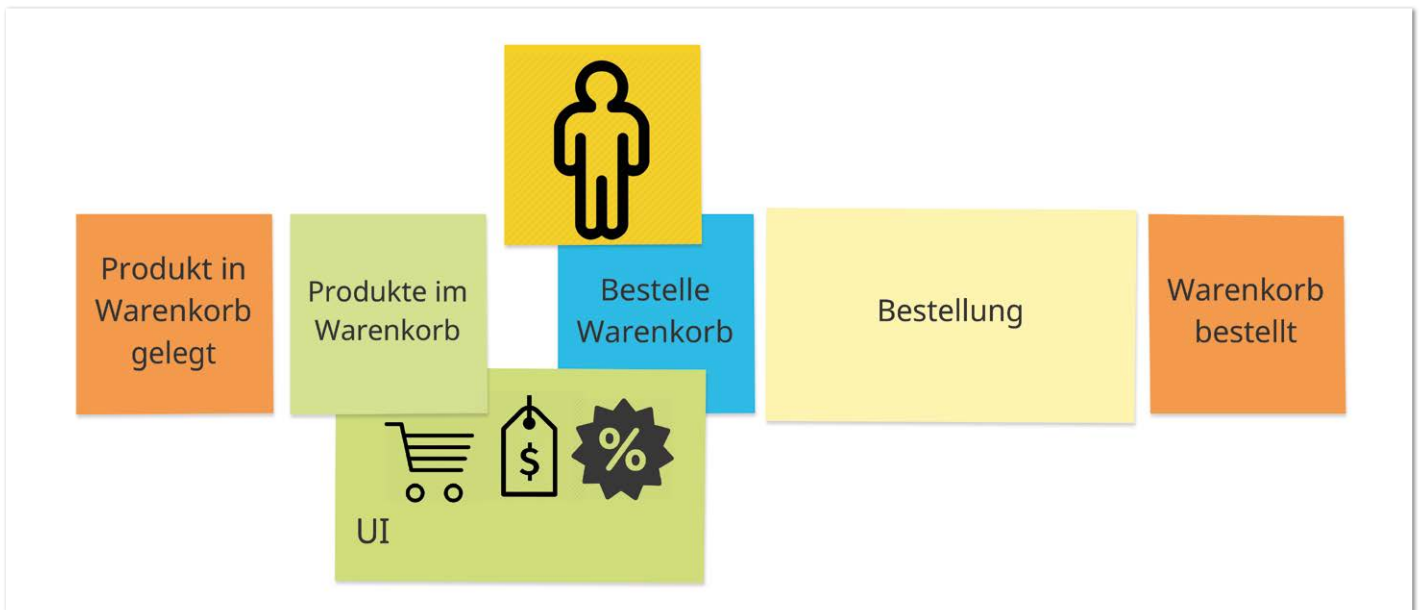 Produkt in
Warenkorb
gelegt
Produkte im
Warenkorb
Bestelle
Warenkorb
Bestellung
Warenkorb
bestellt
$
%
UI